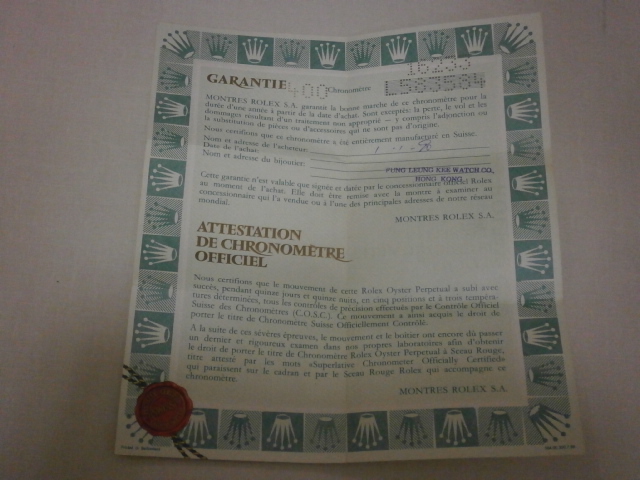 16233
GARANTIE 400 Chronomètre L583584
MONTRES ROLEX S.A. garantit la bonne marche de ce chronomètre pour la
durée d'une année à partir de la date d'achat. Sont exceptés: la perte, le vol et les
dommages résultant d'un traitement non approprié – y compris l'adjonction ou
la substitution de pièces ou d'accessoires qui ne sont pas d'origine.
Nous certifions que ce chronomètre a été entièrement manufacturé en Suisse.
Nom et adresse de l'acheteur:
Date de l'achat:
Nom et adresse du bijoutier:
FUNG LEUNG KEE WATCH CO.
HONG KONG
Cette garantie n'est valable que signée et datée par le concessionnaire officiel Rolex
au moment de l'achat. Elle doit être remise avec la montre à examiner au
concessionnaire qui l'a vendue ou à l'une des principales adresses de notre réseau
mondial.
MONTRES ROLEX S.A.
ATTESTATION
DE CHRONOMÈTRE
OFFICIEL
Nous certifions que le mouvement de cette Rolex Oyster Perpetual a subi avec
succès, pendant quinze jours et quinze nuits, en cinq positions et à trois tempéra-
tures déterminées, tous les contrôles de précision effectués par le Contrôle Officiel
Suisse des Chronomètres (C.O.S.C.). Ce mouvement a ainsi acquis le droit de
porter le titre de Chronomètre Suisse Officiellement Contrôlé.
A la suite de ces sévères épreuves, le mouvement et le boîtier ont encore dû passer
un dernier et rigoureux examen dans nos propres laboratoires afin d'obtenir
le droit de porter le titre de Chronomètre Rolex Oyster Perpetual à Sceau Rouge,
titre attesté par les mots «Superlative Chronometer Officially Certified»
qui paraissent sur le cadran et par le Sceau Rouge Rolex qui accompagne ce
chronomètre.
MONTRES ROLEX S.A.